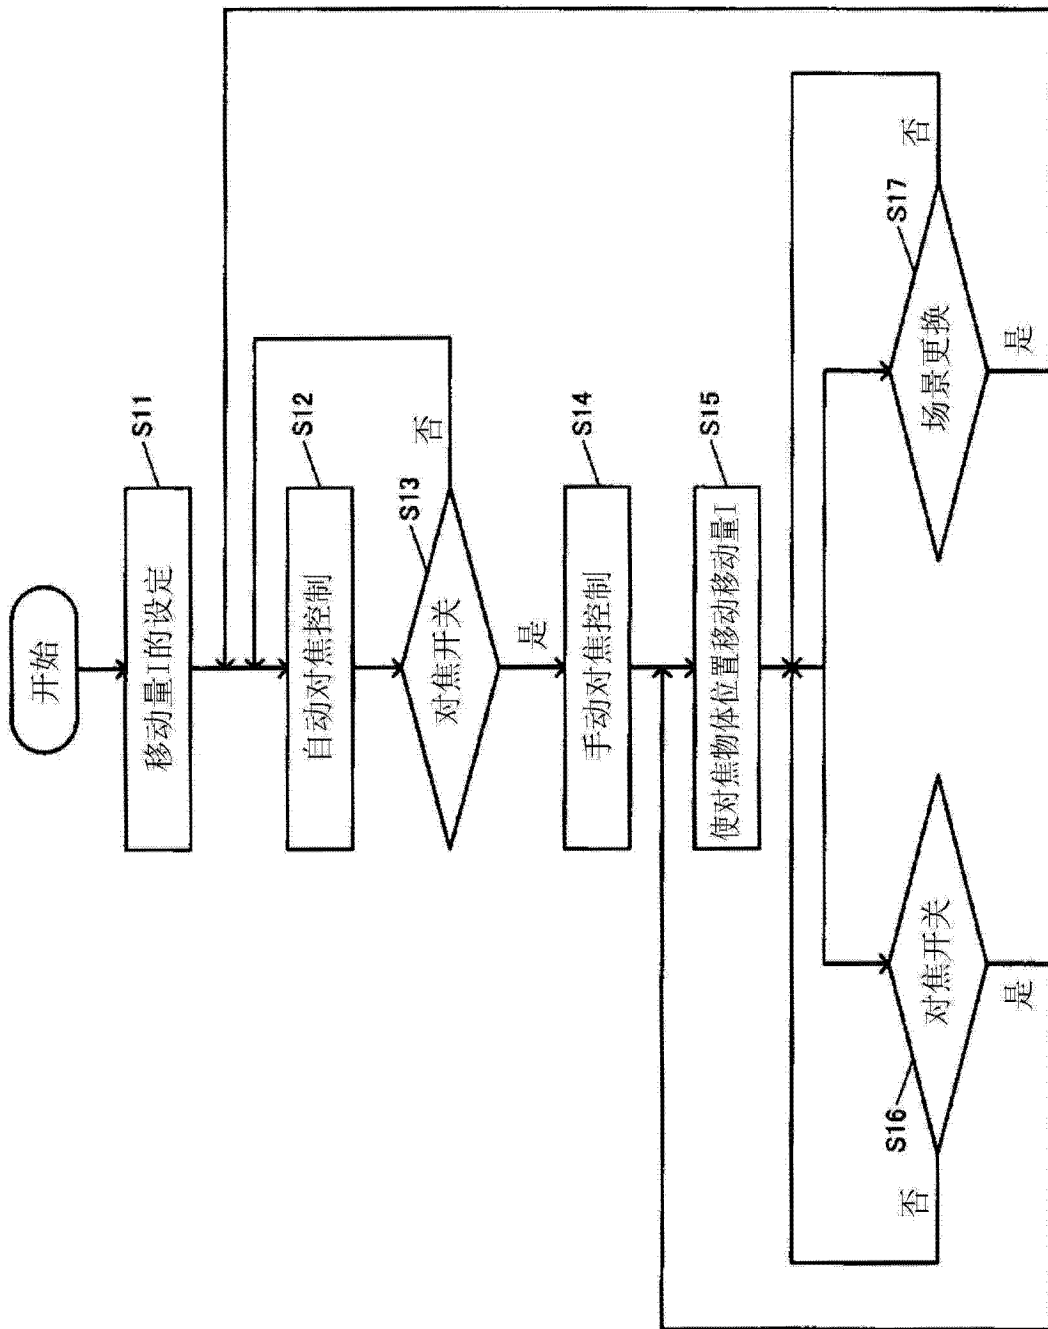 开始
S11
移动量I的设定
S12
自动对焦控制
S13
对焦开关
否
是
S14
手动对焦控制
S15
使对焦物体位置移动移动量I
S16
对焦开关
否
是
S17
场景更换
否
是